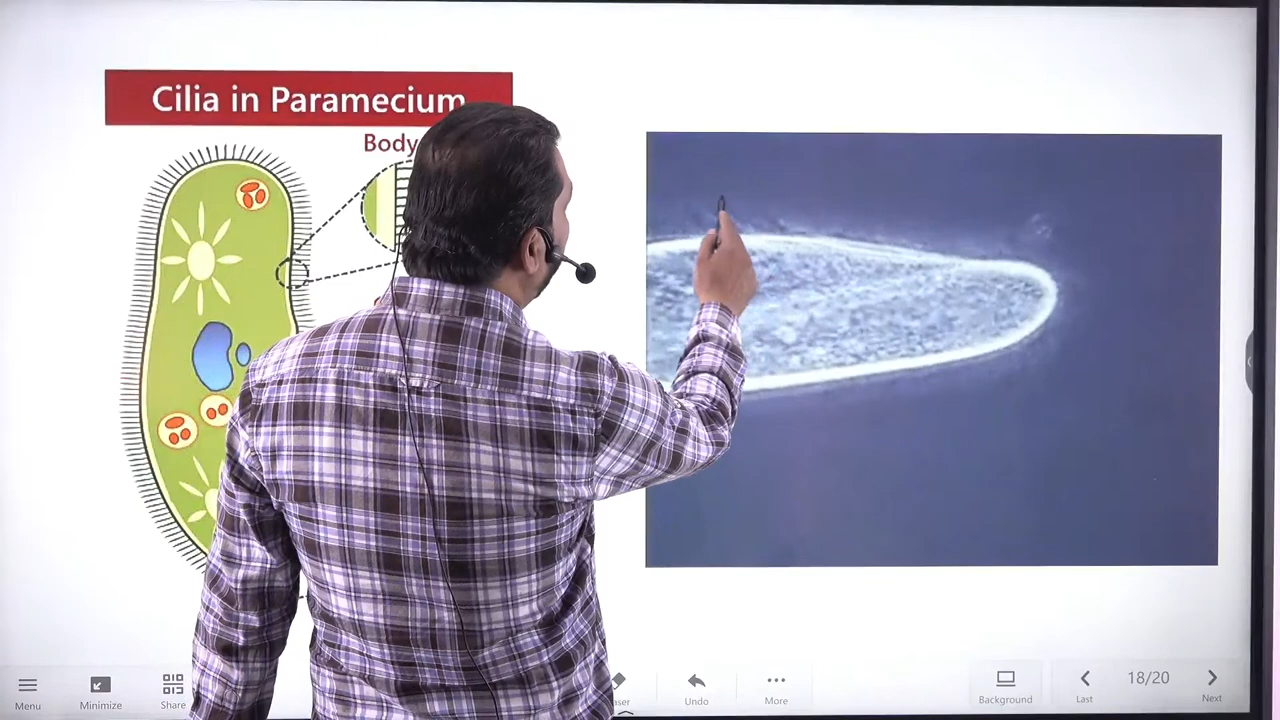 Cilia in Paramecium
Body
Menu
Minimize
Share
Undo
More
Background
Last
18/20
Next